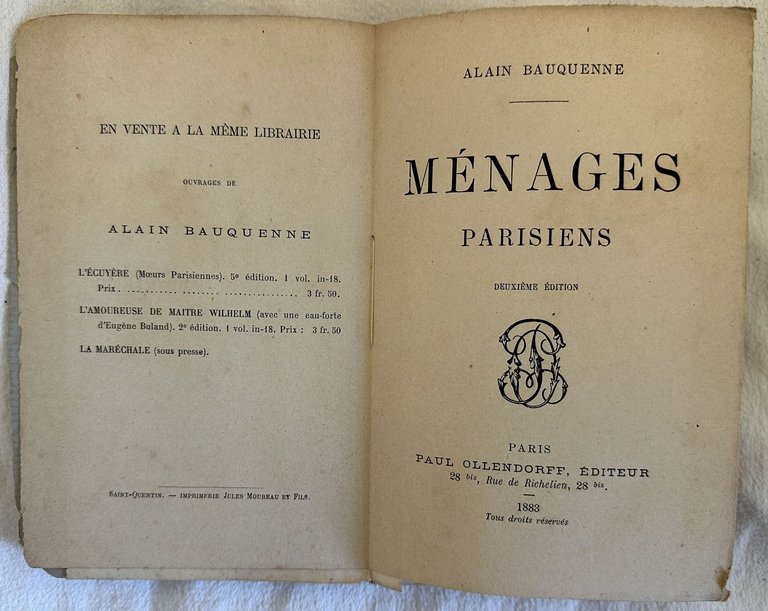 EN VENTE A LA MÊME LIBRAIRIE
OUVRAGES DE
ALAIN BAUQUENNE
L'ÉCUYÈRE (Mœurs Parisiennes). 5e édition. 1 vol. in-18.
Prix . . . . . . . . . . . . . . . . . . . . . . . . . . . . . . . . 3 fr. 50.
L'AMOUREUSE DE MAITRE WILHELM (avec une eau-forte
d'Eugène Buland). 2e édition. 1 vol. in-18. Prix : 3 fr. 50
LA MARÉCHALE (sous presse).
SAINT-QUENTIN. — IMPRIMERIE JULES MOUREAU ET FILS.
ALAIN BAUQUENNE
MÉNAGES
PARISIENS
DEUXIÈME ÉDITION
PARIS
PAUL OLLENDORFF, ÉDITEUR
28 bis, Rue de Richelieu, 28 bis.
1883
Tous droits réservés